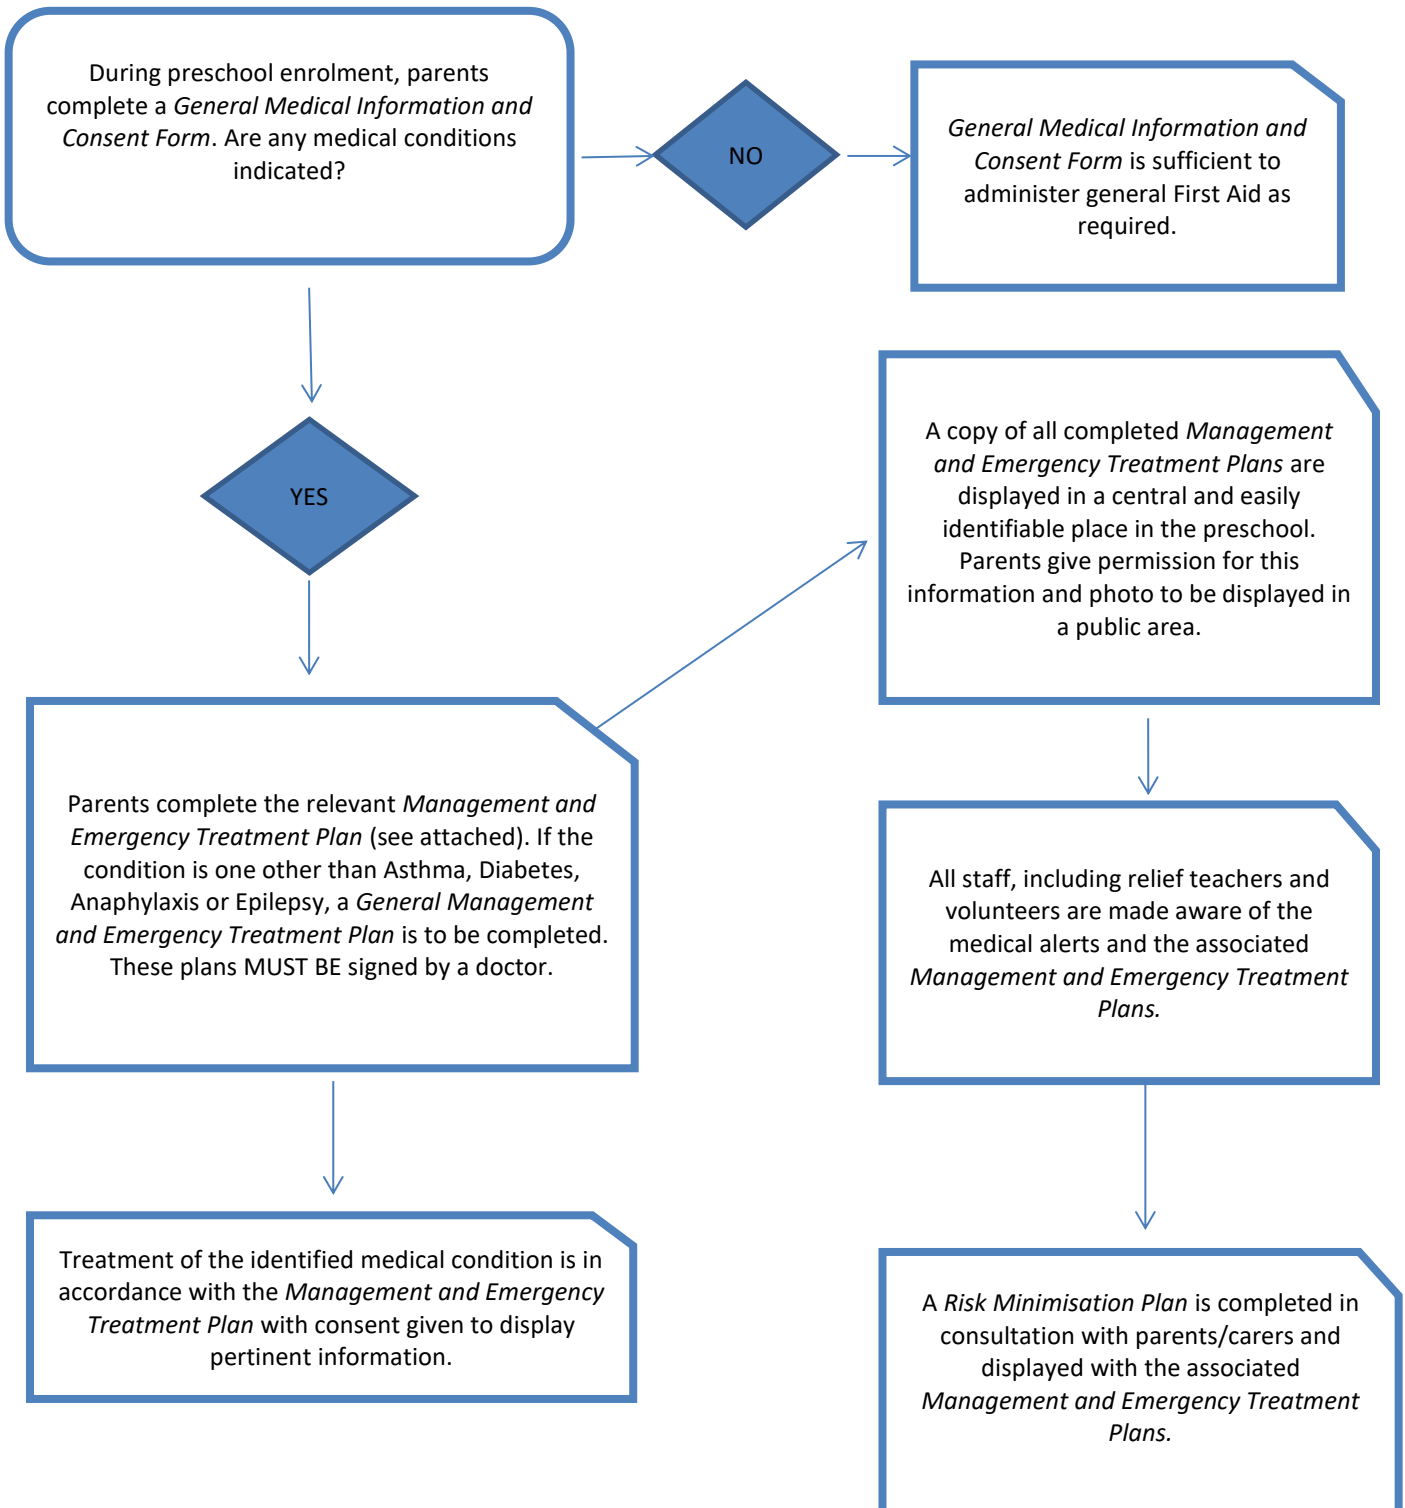 During preschool enrolment, parents
complete a General Medical Information and
Consent Form. Are any medical conditions
indicated?
NO
General Medical Information and
Consent Form is sufficient to
administer general First Aid as
required.
YES
A copy of all completed Management
and Emergency Treatment Plans are
displayed in a central and easily
identifiable place in the preschool.
Parents give permission for this
information and photo to be displayed in
a public area.
Parents complete the relevant Management and
Emergency Treatment Plan (see attached). If the
condition is one other than Asthma, Diabetes,
Anaphylaxis or Epilepsy, a General Management
and Emergency Treatment Plan is to be completed.
These plans MUST BE signed by a doctor.
All staff, including relief teachers and
volunteers are made aware of the
medical alerts and the associated
Management and Emergency Treatment
Plans.
Treatment of the identified medical condition is in
accordance with the Management and Emergency
Treatment Plan with consent given to display
pertinent information.
A Risk Minimisation Plan is completed in
consultation with parents/carers and
displayed with the associated
Management and Emergency Treatment
Plans.